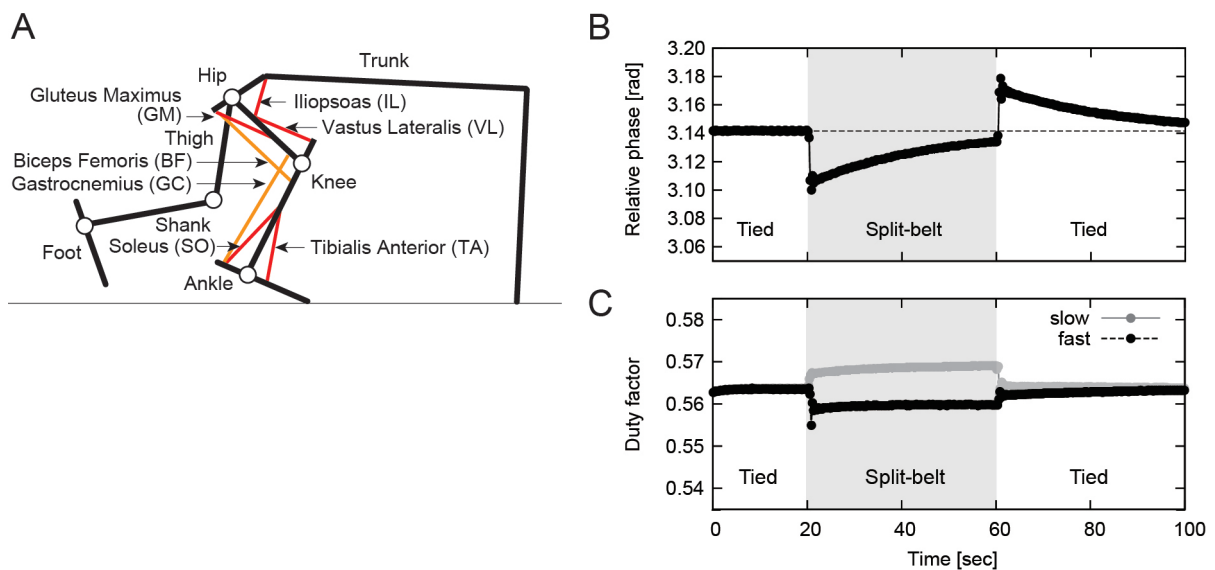 A
Trunk
Hip
Gluteus Maximus
(GM)
Iliopsoas (IL)
Vastus Lateralis (VL)
Thigh
Biceps Femoris (BF)
Gastrocnemius (GC)
Knee
Shank
Foot
Soleus (SO)
Tibialis Anterior (TA)
Ankle
B
Relative phase [rad]
3.20
3.18
3.16
3.14
3.12
3.10
3.08
3.06
Tied
Split-belt
Tied
C
Duty factor
0.58
0.57
0.56
0.55
0.54
slow
fast
Tied
Split-belt
Tied
0
20
40
60
80
100
Time [sec]